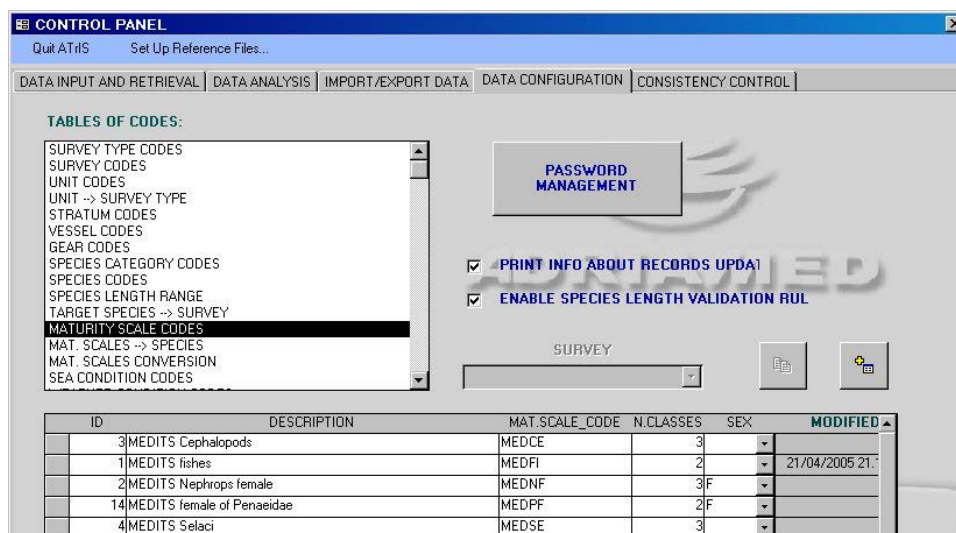 CONTROL PANEL
Quit ATrIS Set Up Reference Files...
DATA INPUT AND RETRIEVAL DATA ANALYSIS IMPORT/EXPORT DATA DATA CONFIGURATION CONSISTENCY CONTROL
TABLES OF CODES:
SURVEY TYPE CODES
SURVEY CODES
UNIT CODES
UNIT --> SURVEY TYPE
STRATUM CODES
VESSEL CODES
GEAR CODES
SPECIES CATEGORY CODES
SPECIES CODES
SPECIES LENGTH RANGE
TARGET SPECIES --> SURVEY
MATURITY SCALE CODES
MAT. SCALES --> SPECIES
MAT. SCALES CONVERSION
SEA CONDITION CODES
PASSWORD
MANAGEMENT
ADRIAMED
PRINT INFO ABOUT RECORDS UPDAT
ENABLE SPECIES LENGTH VALIDATION RUL
SURVEY
ID DESCRIPTION MAT.SCALE_CODE N.CLASSES SEX MODIFIED
3 MEDITS Cephalopods MEDCE 3
1 MEDITS fishes MEDFI 2 21/04/2005 21.
2 MEDITS Nephrops female MEDNF 3 F
14 MEDITS female of Penaeidae MEDPF 2 F
4 MEDITS Selaci MEDSE 3